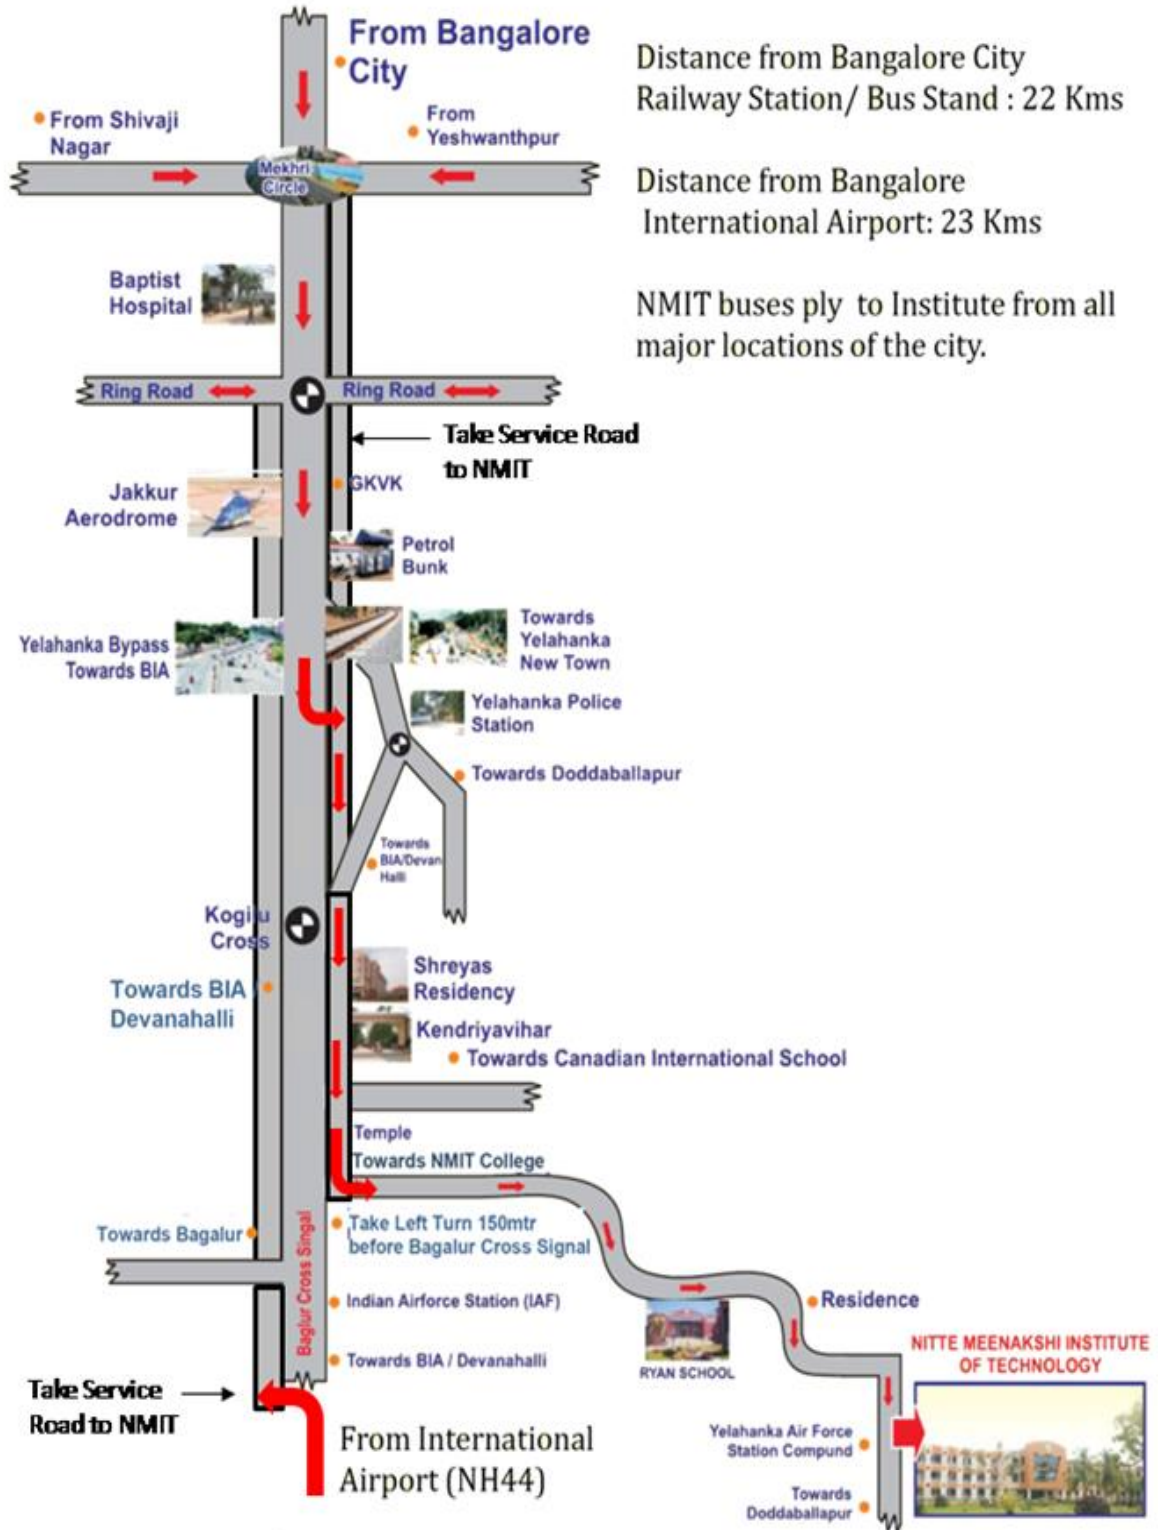 From Bangalore
City
Distance from Bangalore City
Railway Station/ Bus Stand : 22 Kms
From Shivaji
Nagar
From
Yeshwanthpur
Mekhri
Circle
Distance from Bangalore
International Airport: 23 Kms
Baptist
Hospital
NMIT buses ply to Institute from all
major locations of the city.
Ring Road
Ring Road
Take Service Road
to NMIT
Jakkur
Aerodrome
GKVK
Petrol
Bunk
Yelahanka Bypass
Towards BIA
Towards
Yelahanka
New Town
Yelahanka Police
Station
Towards Doddaballapur
Towards
BIA/Devan
Halli
Kogilu
Cross
Shreyas
Residency
Towards BIA
Devanahalli
Kendriyavihar
Towards Canadian International School
Temple
Towards NMIT College
Towards Bagalur
Take Left Turn 150mtr
before Bagalur Cross Signal
Baglur Cross Singal
Indian Airforce Station (IAF)
Residence
Towards BIA / Devanahalli
RYAN SCHOOL
NITTE MEENAKSHI INSTITUTE
OF TECHNOLOGY
Take Service
Road to NMIT
From International
Airport (NH44)
Yelahanka Air Force
Station Compund
Towards
Doddaballapur